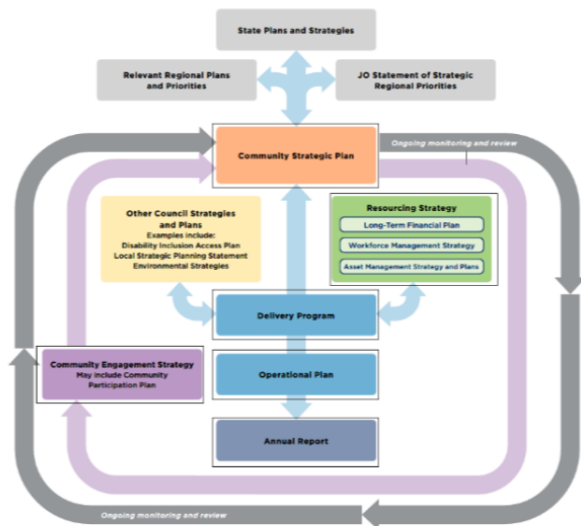 State Plans and Strategies
Relevant Regional Plans
and Priorities
JO Statement of Strategic
Regional Priorities
Ongoing monitoring and review
Community Strategic Plan
Other Council Strategies
and Plans
Examples include:
Disability Inclusion Access Plan
Local Strategic Planning Statement
Environmental Strategies
Resourcing Strategy
Long-Term Financial Plan
Workforce Management Strategy
Asset Management Strategy and Plans
Delivery Program
Community Engagement Strategy
May include Community
Participation Plan
Operational Plan
Annual Report
Ongoing monitoring and review